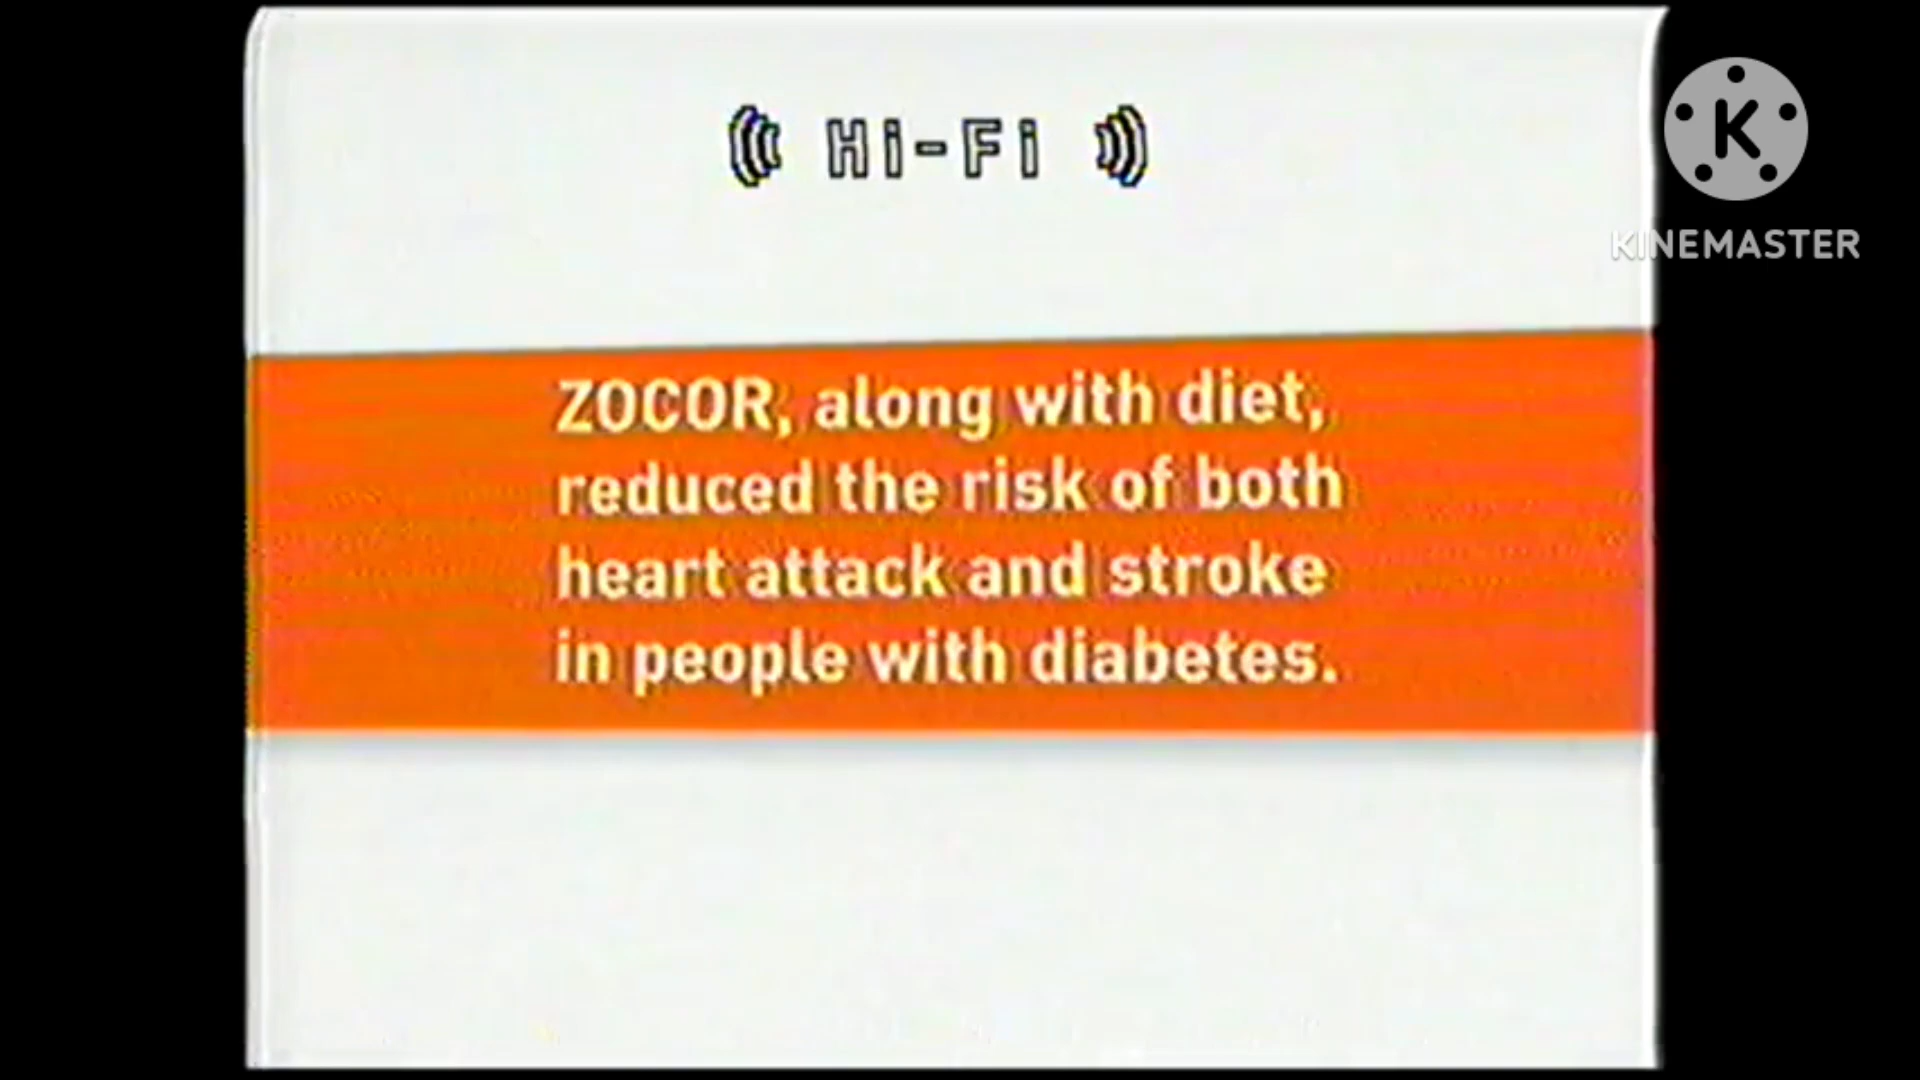 Hi-Fi
K
KINEMASTER
ZOCOR, along with diet,
reduced the risk of both
heart attack and stroke
in people with diabetes.